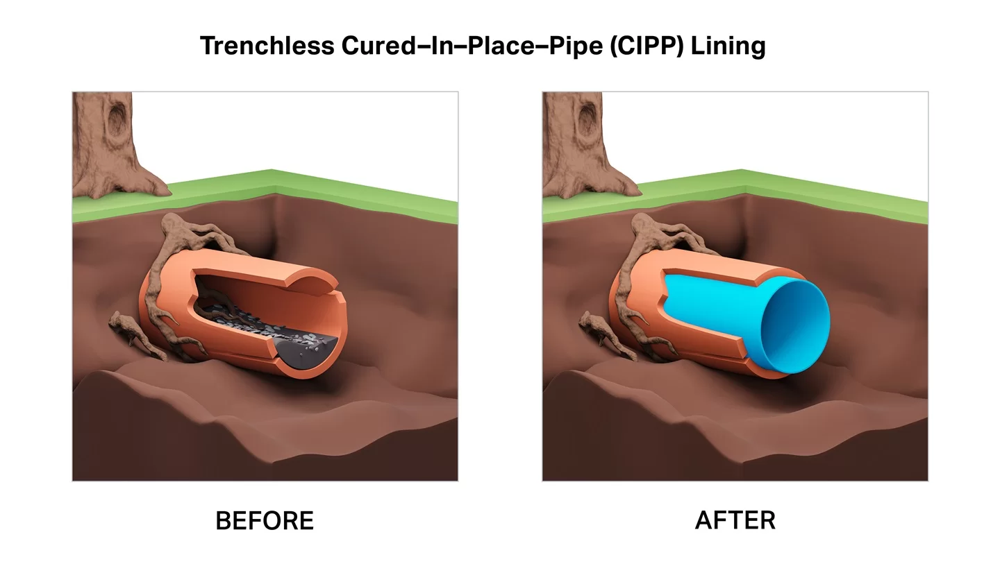 Trenchless Cured–In–Place–Pipe (CIPP) Lining
BEFORE
AFTER